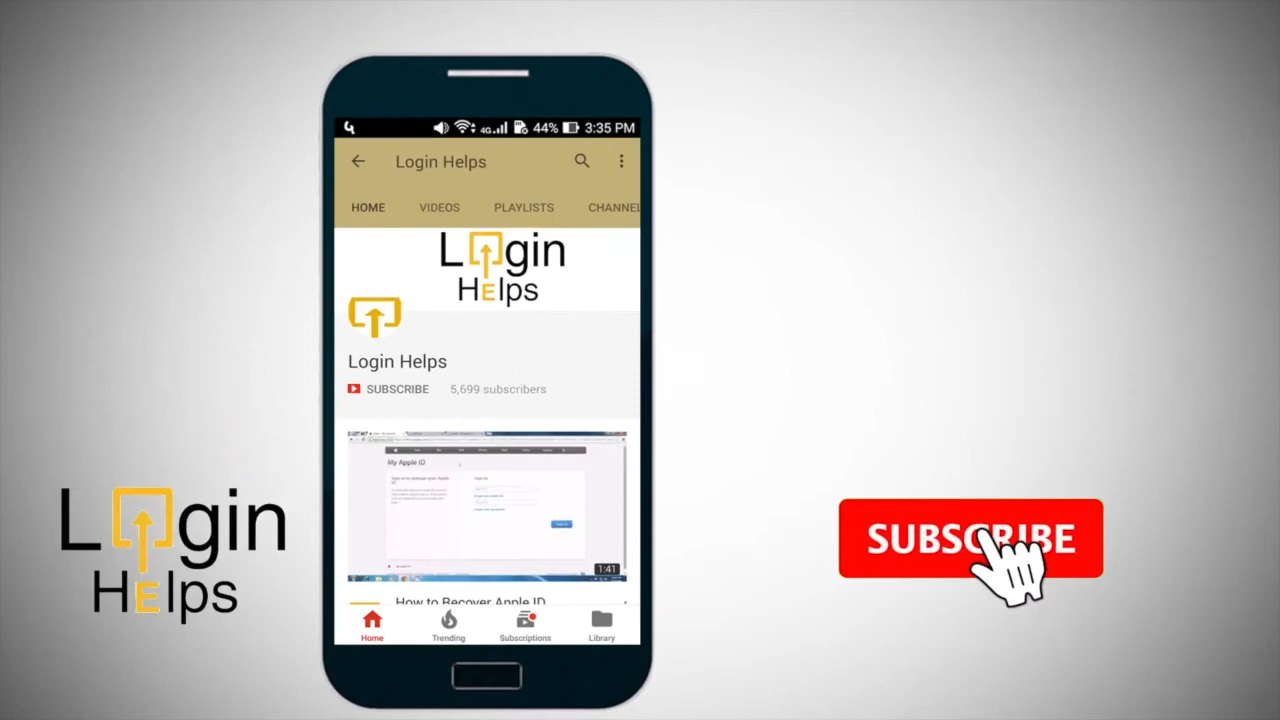 4G 44% 3:35 PM
Login Helps
HOME VIDEOS PLAYLISTS CHANNEL
Login
Helps
Login Helps
SUBSCRIBE 5,699 subscribers
My Apple ID
1:41
How to Recover Apple ID
Home Trending Subscriptions Library
Login
Helps
SUBSCRIBE